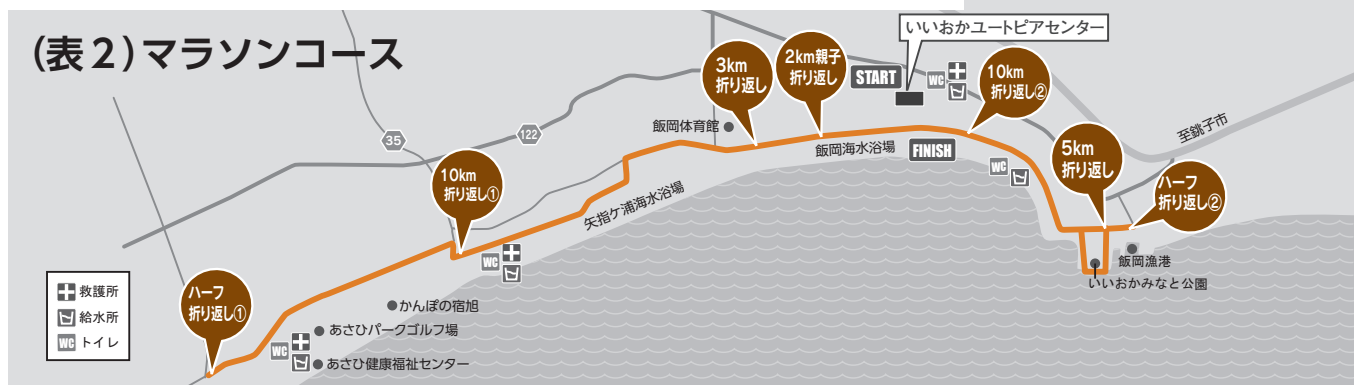 (表2)マラソンコース
いいおかユートピアセンター
3km
折り返し
2km親子
折り返し
START
WC
10km
折り返し②
35
122
飯岡体育館
飯岡海水浴場
FINISH
WC
至銚子市
5km
折り返し
ハーフ
折り返し②
10km
折り返し①
矢指ケ浦海水浴場
WC
飯岡漁港
いいおかみなと公園
救護所
給水所
WC トイレ
ハーフ
折り返し①
かんぽの宿旭
あさひパークゴルフ場
WC
あさひ健康福祉センター